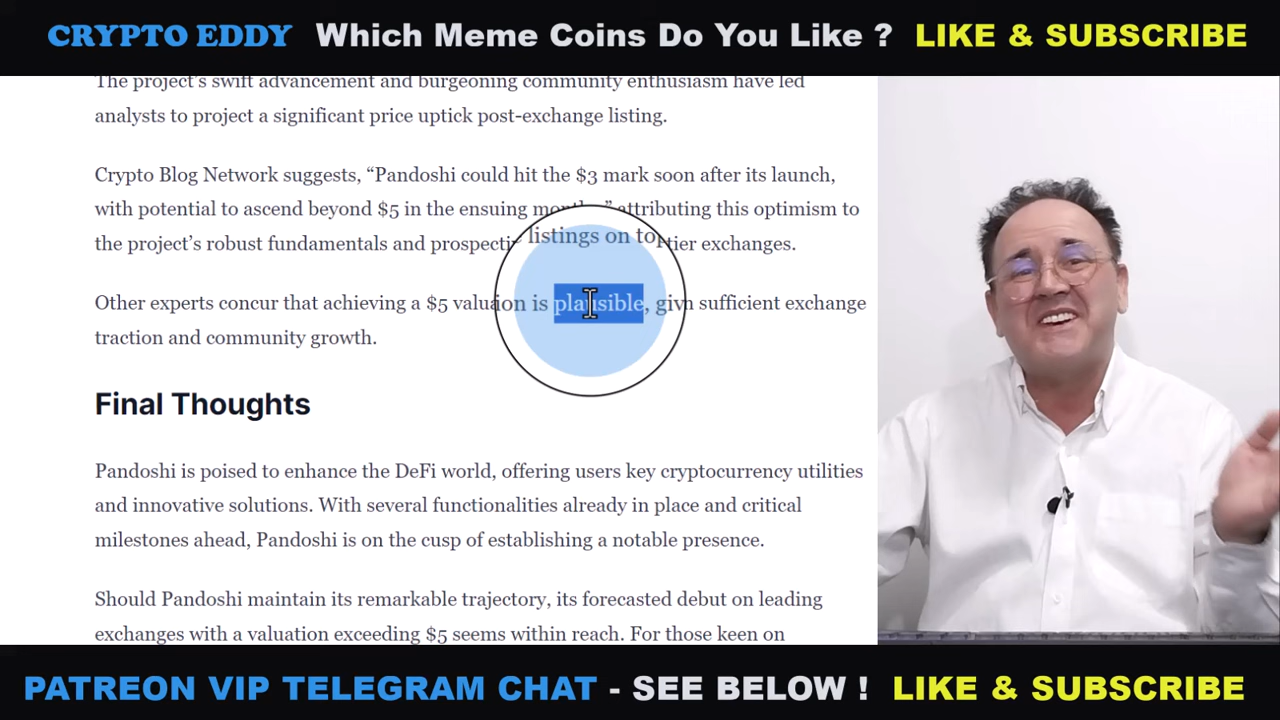 CRYPTO EDDY Which Meme Coins Do You Like ? LIKE & SUBSCRIBE
The project's swift advancement and burgeoning community enthusiasm have led
analysts to project a significant price uptick post-exchange listing.
Crypto Blog Network suggests, “Pandoshi could hit the $3 mark soon after its launch,
with potential to ascend beyond $5 in the ensuing months,” attributing this optimism to
the project’s robust fundamentals and prospective listings on top tier exchanges.
Other experts concur that achieving a $5 valuation is plausible, given sufficient exchange
traction and community growth.
Final Thoughts
Pandoshi is poised to enhance the DeFi world, offering users key cryptocurrency utilities
and innovative solutions. With several functionalities already in place and critical
milestones ahead, Pandoshi is on the cusp of establishing a notable presence.
Should Pandoshi maintain its remarkable trajectory, its forecasted debut on leading
exchanges with a valuation exceeding $5 seems within reach. For those keen on
PATREON VIP TELEGRAM CHAT - SEE BELOW ! LIKE & SUBSCRIBE